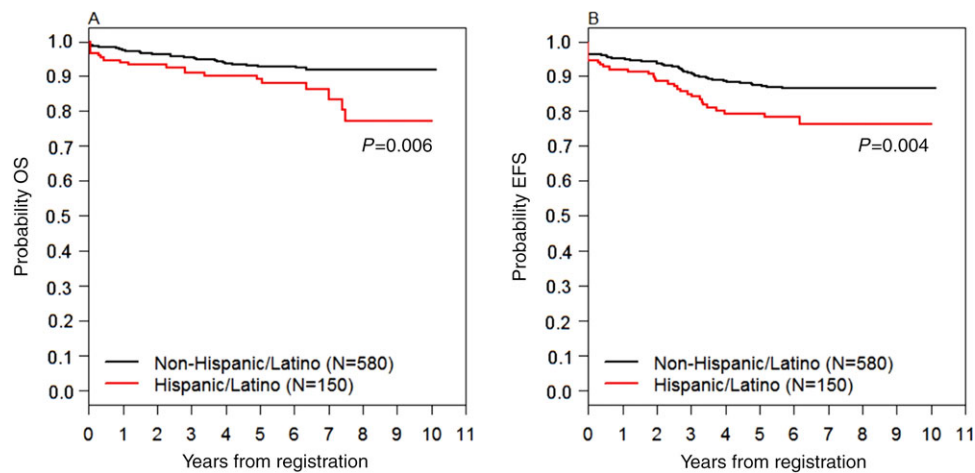 A
Probability OS
1.0
0.9
0.8
0.7
0.6
0.5
0.4
0.3
0.2
0.1
0.0
P=0.006
Non-Hispanic/Latino (N=580)
Hispanic/Latino (N=150)
0 1 2 3 4 5 6 7 8 9 10 11
Years from registration
B
Probability EFS
1.0
0.9
0.8
0.7
0.6
0.5
0.4
0.3
0.2
0.1
0.0
P=0.004
Non-Hispanic/Latino (N=580)
Hispanic/Latino (N=150)
0 1 2 3 4 5 6 7 8 9 10 11
Years from registration